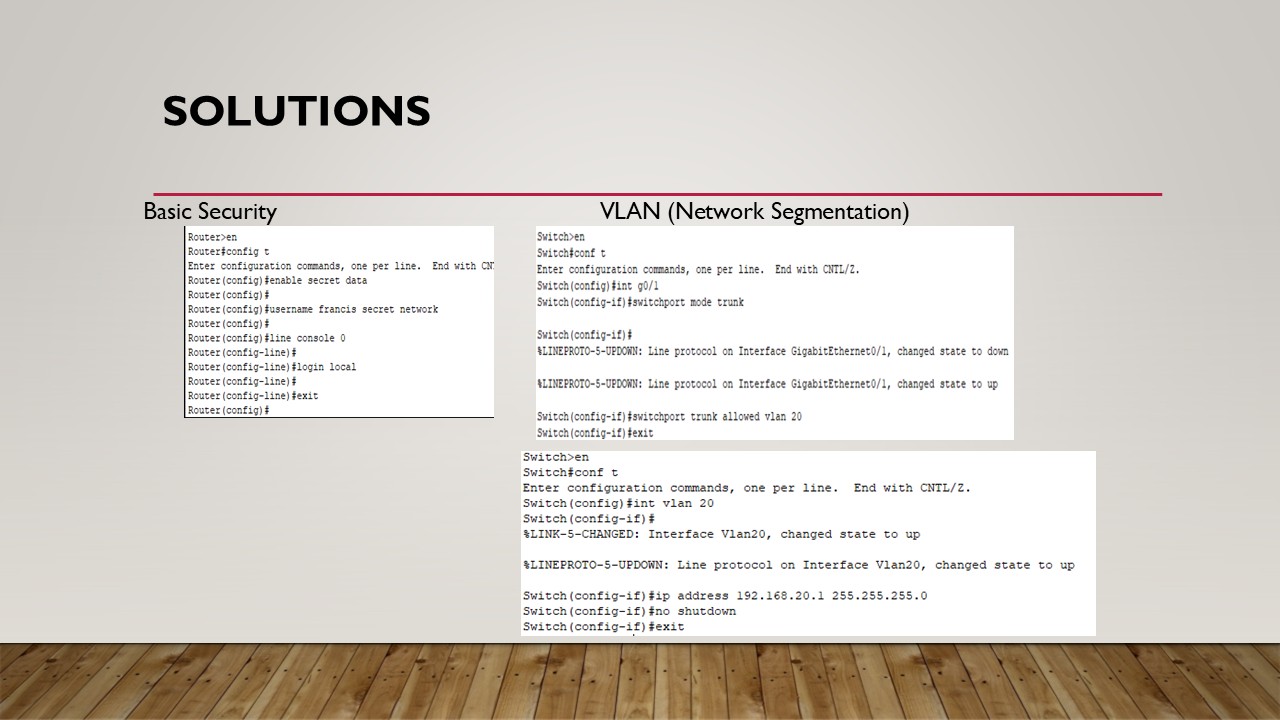 SOLUTIONS
Basic Security
Router>en
Router#config t
Enter configuration commands, one per line.  End with CN
Router(config)#enable secret data
Router(config)#
Router(config)#username francis secret network
Router(config)#
Router(config)#line console 0
Router(config-line)#
Router(config-line)#login local
Router(config-line)#
Router(config-line)#exit
Router(config)#
VLAN (Network Segmentation)
Switch>en
Switch#conf t
Enter configuration commands, one per line.  End with CNTL/Z.
Switch(config)#int g0/1
Switch(config-if)#switchport mode trunk
Switch(config-if)#
%LINEPROTO-5-UPDOWN: Line protocol on Interface GigabitEthernet0/1, changed state to down
%LINEPROTO-5-UPDOWN: Line protocol on Interface GigabitEthernet0/1, changed state to up
Switch(config-if)#switchport trunk allowed vlan 20
Switch(config-if)#exit
Switch>en
Switch#conf t
Enter configuration commands, one per line.  End with CNTL/Z.
Switch(config)#int vlan 20
Switch(config-if)#
%LINK-5-CHANGED: Interface Vlan20, changed state to up
%LINEPROTO-5-UPDOWN: Line protocol on Interface Vlan20, changed state to up
Switch(config-if)#ip address 192.168.20.1 255.255.255.0
Switch(config-if)#no shutdown
Switch(config-if)#exit